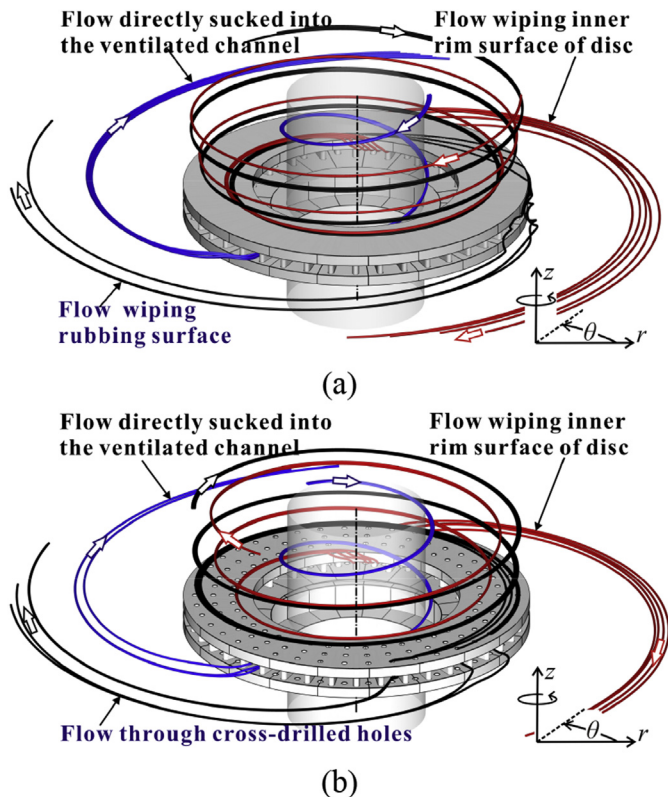 Flow directly sucked into
the ventilated channel
Flow wiping inner
rim surface of disc
Flow wiping
rubbing surface
z
θ
r
(a)
Flow directly sucked into
the ventilated channel
Flow wiping inner
rim surface of disc
Flow through cross-drilled holes
z
θ
r
(b)